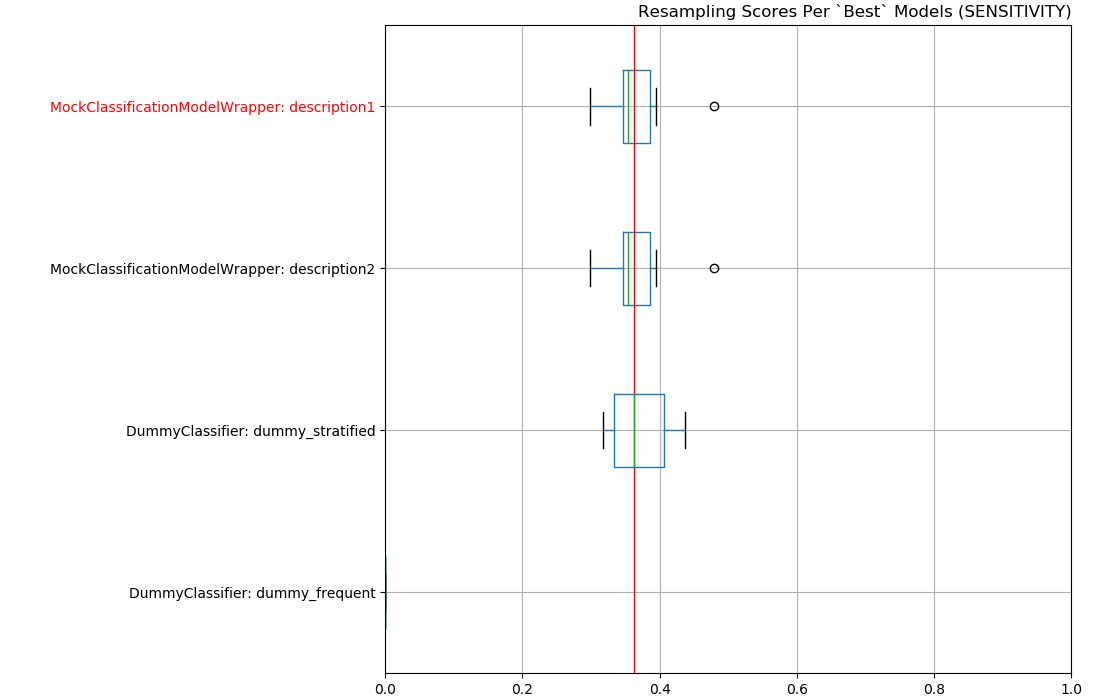 Resampling Scores Per `Best` Models (SENSITIVITY)
MockClassificationModelWrapper: description1
MockClassificationModelWrapper: description2
DummyClassifier: dummy_stratified
DummyClassifier: dummy_frequent
0.0 0.2 0.4 0.6 0.8 1.0